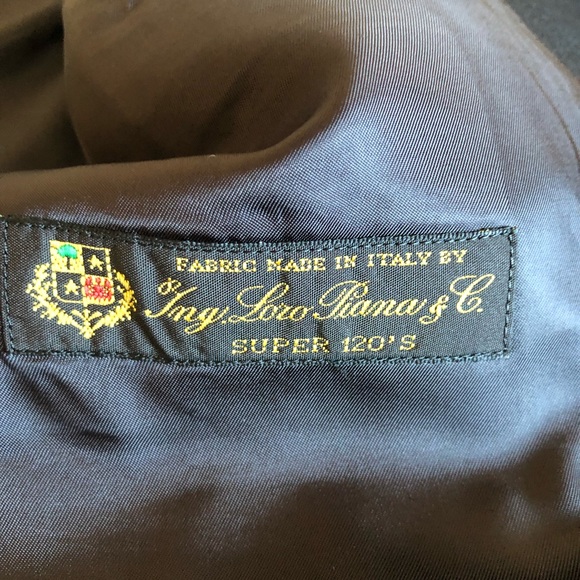 FABRIC MADE IN ITALY BY
Ing. Loro Piana & C.
SUPER 120'S